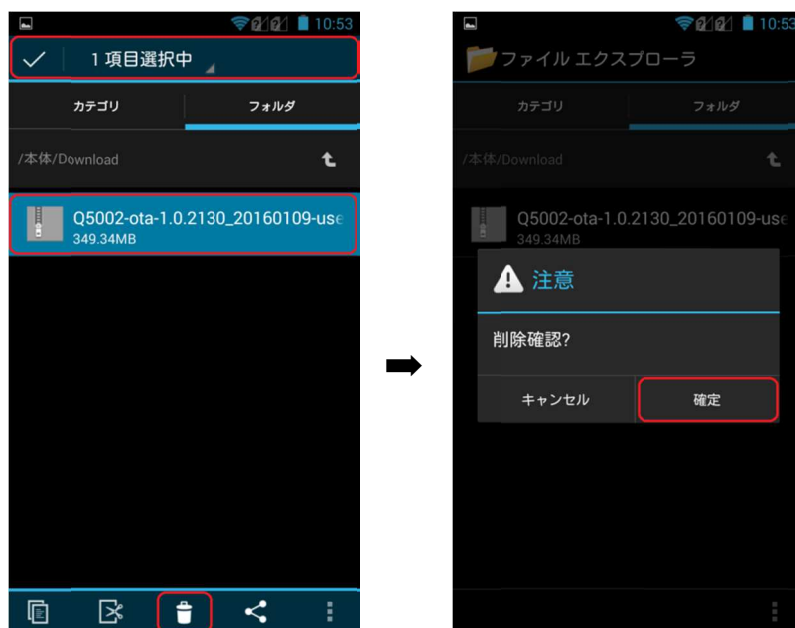 10:53
1 項目選択中
カテゴリ フォルダ
/本体/Download
Q5002-ota-1.0.2130_20160109-use
349.34MB
10:53
ファイル エクスプローラ
カテゴリ フォルダ
/本体/Download
Q5002-ota-1.0.2130_20160109-use
349.34MB
注意
削除確認?
キャンセル 確定